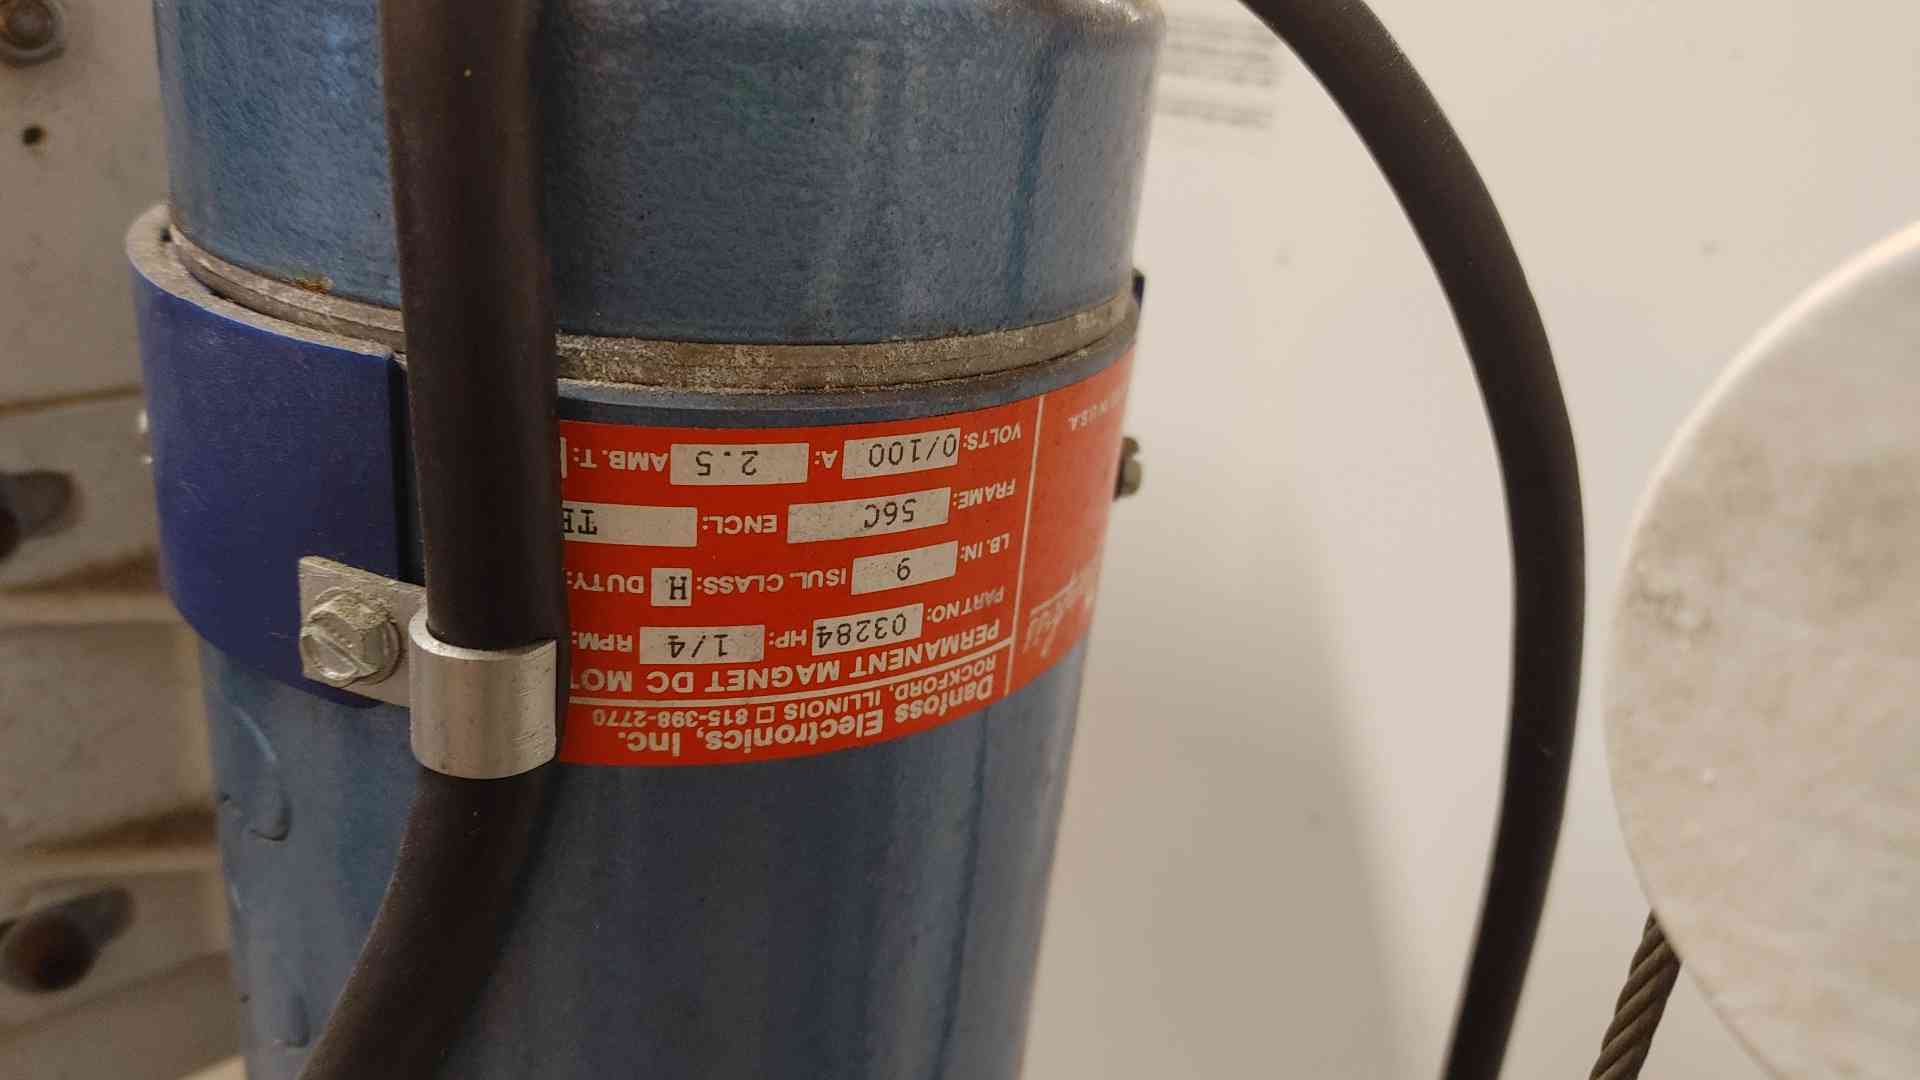 Danfoss Electronics, Inc.
ROCKFORD, ILLINOIS □ 815-398-2770
PERMANENT MAGNET DC MOT
PART NO: 03284 HP: 1/4 RPM:
LB. IN: 9 ISUL. CLASS: H DUTY:
FRAME: 56C ENCL: TE
VOLTS: 0/100 A: 2.5 AMB. T:
IN U.S.A.